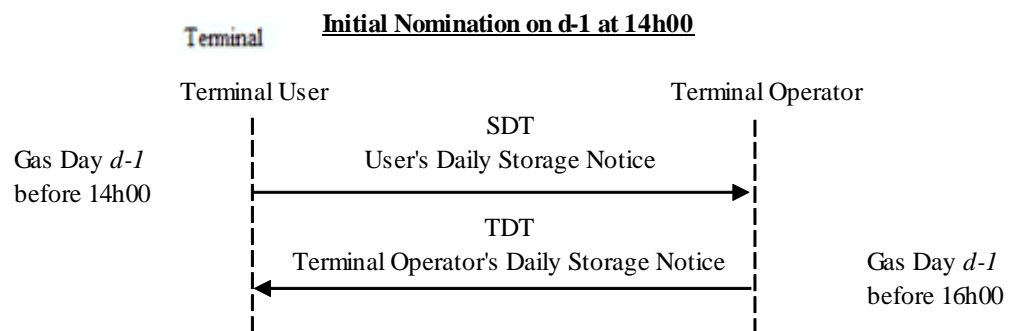 Initial Nomination on d-1 at 14h00
Terminal
Terminal User
Terminal Operator
SDT
Gas Day d-1
User's Daily Storage Notice
before 14h00
TDT
Terminal Operator's Daily Storage Notice
Gas Day d-1
before 16h00